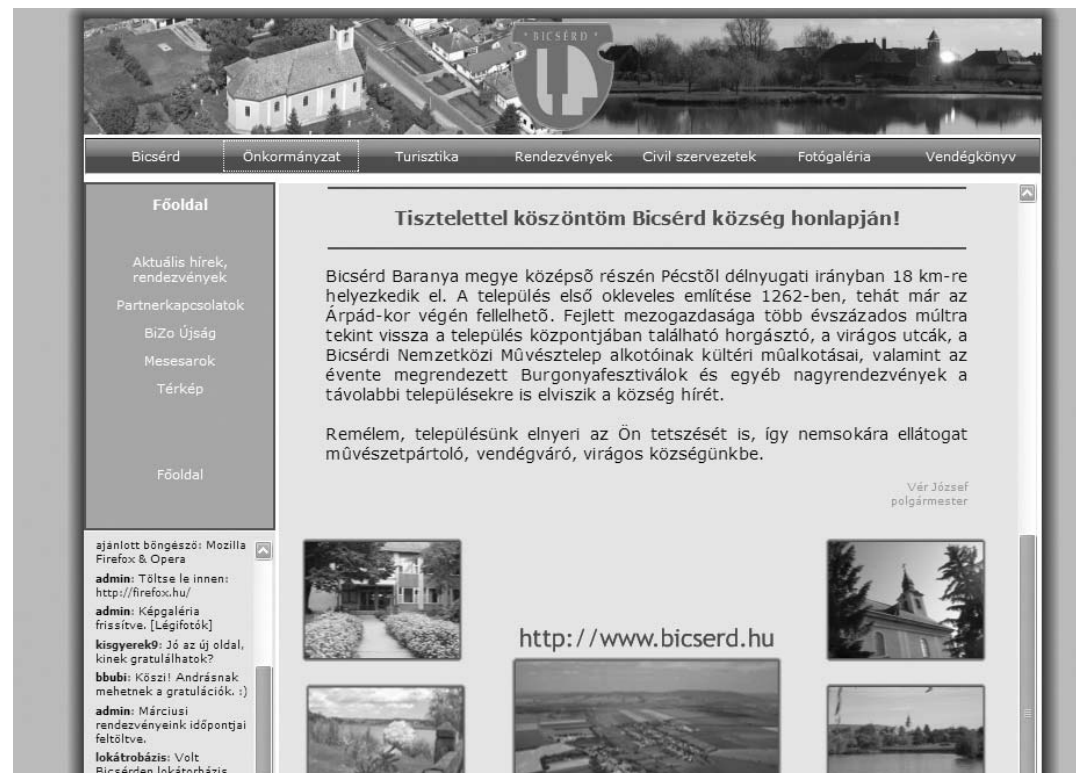 * BICSÉRD *
Bicsérd Önkormányzat Turisztika Rendezvények Civil szervezetek Fotógaléria Vendégkönyv
Főoldal
Aktuális hírek,
rendezvények
Partnerkapcsolatok
BiZo Újság
Mesesarok
Térkép
Főoldal
ajánlott böngésző: Mozilla
Firefox & Opera
admin: Töltse le innen:
http://firefox.hu/
admin: Képgaléria
frissítve. [Légifotók]
kisgyerek9: Jó az új oldal,
kinek gratulálhatok?
bbubi: Köszi! Andrásnak
mehetnek a gratulációk. :)
admin: Márciusi
rendezvényeink időpontjai
feltöltve.
lokátrobázis: Volt
Bicsérden lokátorbázis
Tisztelettel köszöntöm Bicsérd község honlapján!
Bicsérd Baranya megye középsõ részén Pécstõl délnyugati irányban 18 km-re
helyezkedik el. A település első okleveles említése 1262-ben, tehát már az
Árpád-kor végén fellelhetõ. Fejlett mezogazdasága több évszázados múltra
tekint vissza a település központjában található horgásztó, a virágos utcák, a
Bicsérdi Nemzetközi Mûvésztelep alkotóinak kültéri mûalkotásai, valamint az
évente megrendezett Burgonyafesztiválok és egyéb nagyrendezvények a
távolabbi településekre is elviszik a község hírét.
Remélem, településünk elnyeri az Ön tetszését is, így nemsokára ellátogat
mûvészetpártoló, vendégváró, virágos községünkbe.
Vér József
polgármester
http://www.bicserd.hu